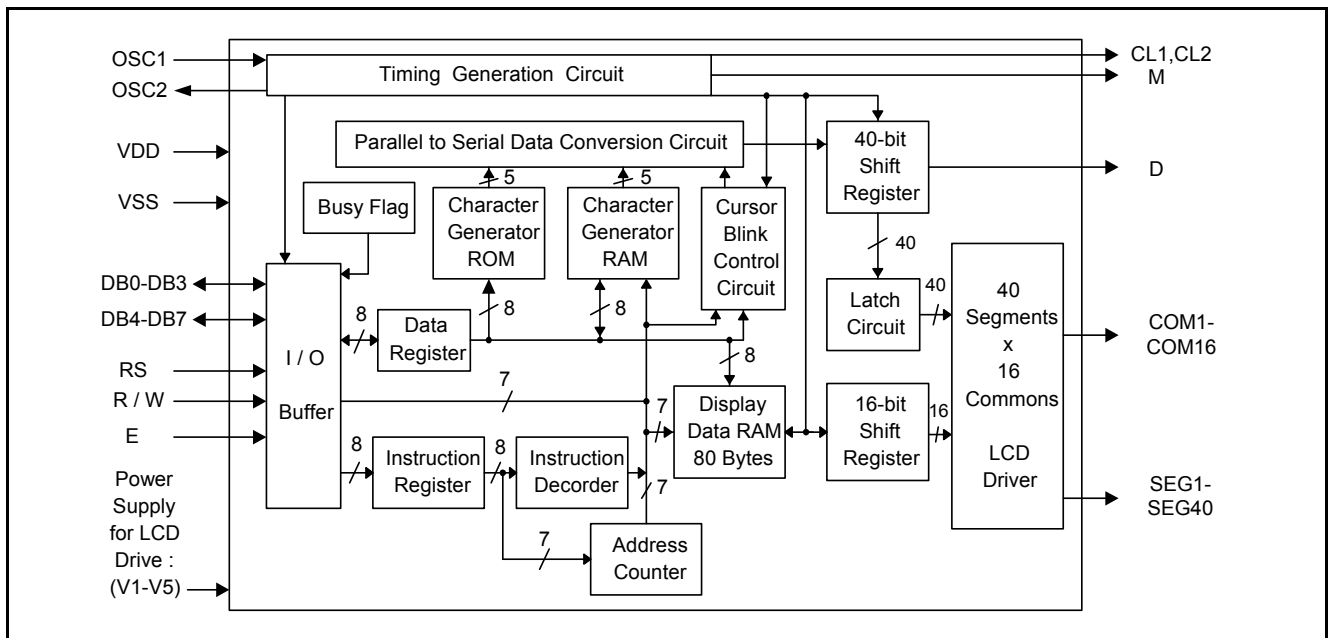 OSC1
OSC2
VDD
VSS
DB0-DB3
DB4-DB7
RS
R / W
E
Power
Supply
for LCD
Drive :
(V1-V5)
Timing Generation Circuit
CL1,CL2
M
Parallel to Serial Data Conversion Circuit
40-bit
Shift
Register
D
5
5
Busy Flag
Character
Generator
ROM
Character
Generator
RAM
Cursor
Blink
Control
Circuit
40
8
8
8
Data
Register
I / O
Buffer
Latch
Circuit
40
40
Segments
x
16
Commons
LCD
Driver
COM1-
COM16
8
7
7
Display
Data RAM
80 Bytes
16-bit
Shift
Register
16
8
Instruction
Register
8
Instruction
Decorder
7
SEG1-
SEG40
7
Address
Counter